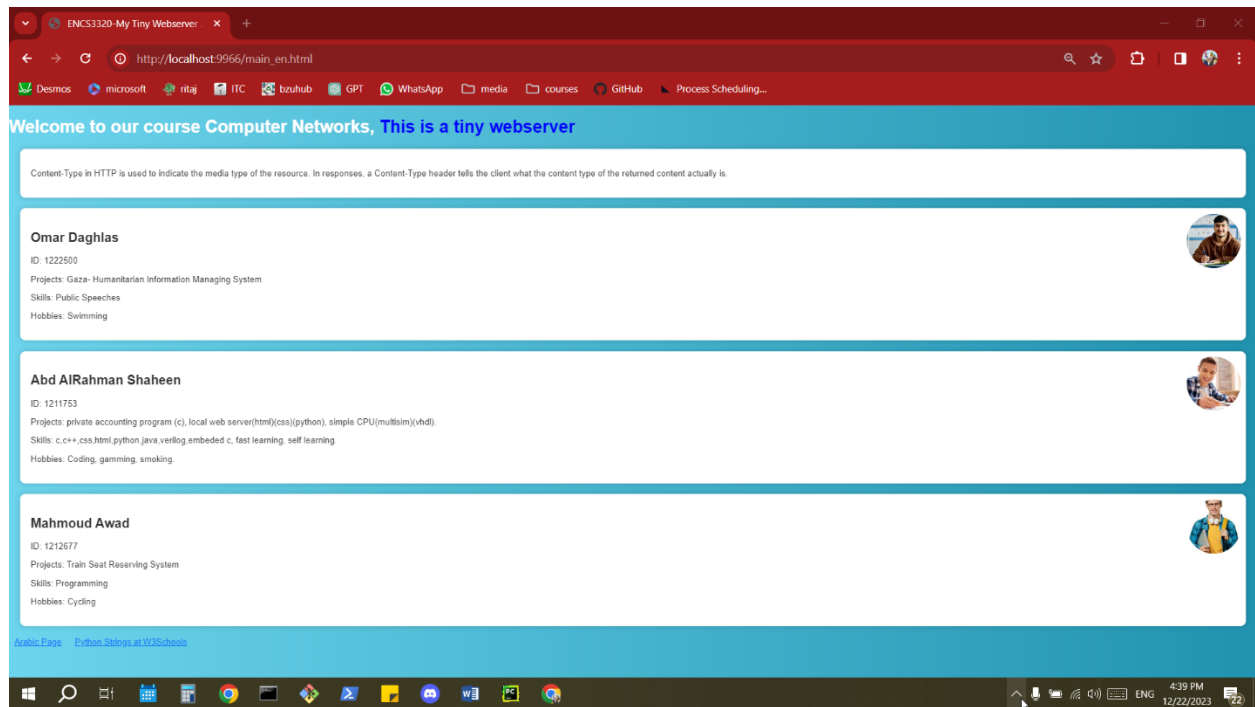 ENCS3320-My Tiny Webserver
http://localhost:9966/main_en.html
Desmos microsoft ritaj ITC bzuhub GPT WhatsApp media courses GitHub Process Scheduling...
Welcome to our course Computer Networks, This is a tiny webserver
Content-Type in HTTP is used to indicate the media type of the resource. In responses, a Content-Type header tells the client what the content type of the returned content actually is.
Omar Daghlas
ID: 1222500
Projects: Gaza- Humanitarian Information Managing System
Skills: Public Speeches
Hobbies: Swimming
Abd AlRahman Shaheen
ID: 1211753
Projects: private accounting program (c), local web server(html)(css)(python), simple CPU(multisim)(vhdl).
Skills: c,c++,css,html,python,java,verilog,embeded c, fast learning, self learning.
Hobbies: Coding, gamming, smoking.
Mahmoud Awad
ID: 1212677
Projects: Train Seat Reserving System
Skills: Programming
Hobbies: Cycling
Arabic Page Python Strings at W3Schools
ENG 4:39 PM
12/22/2023 22